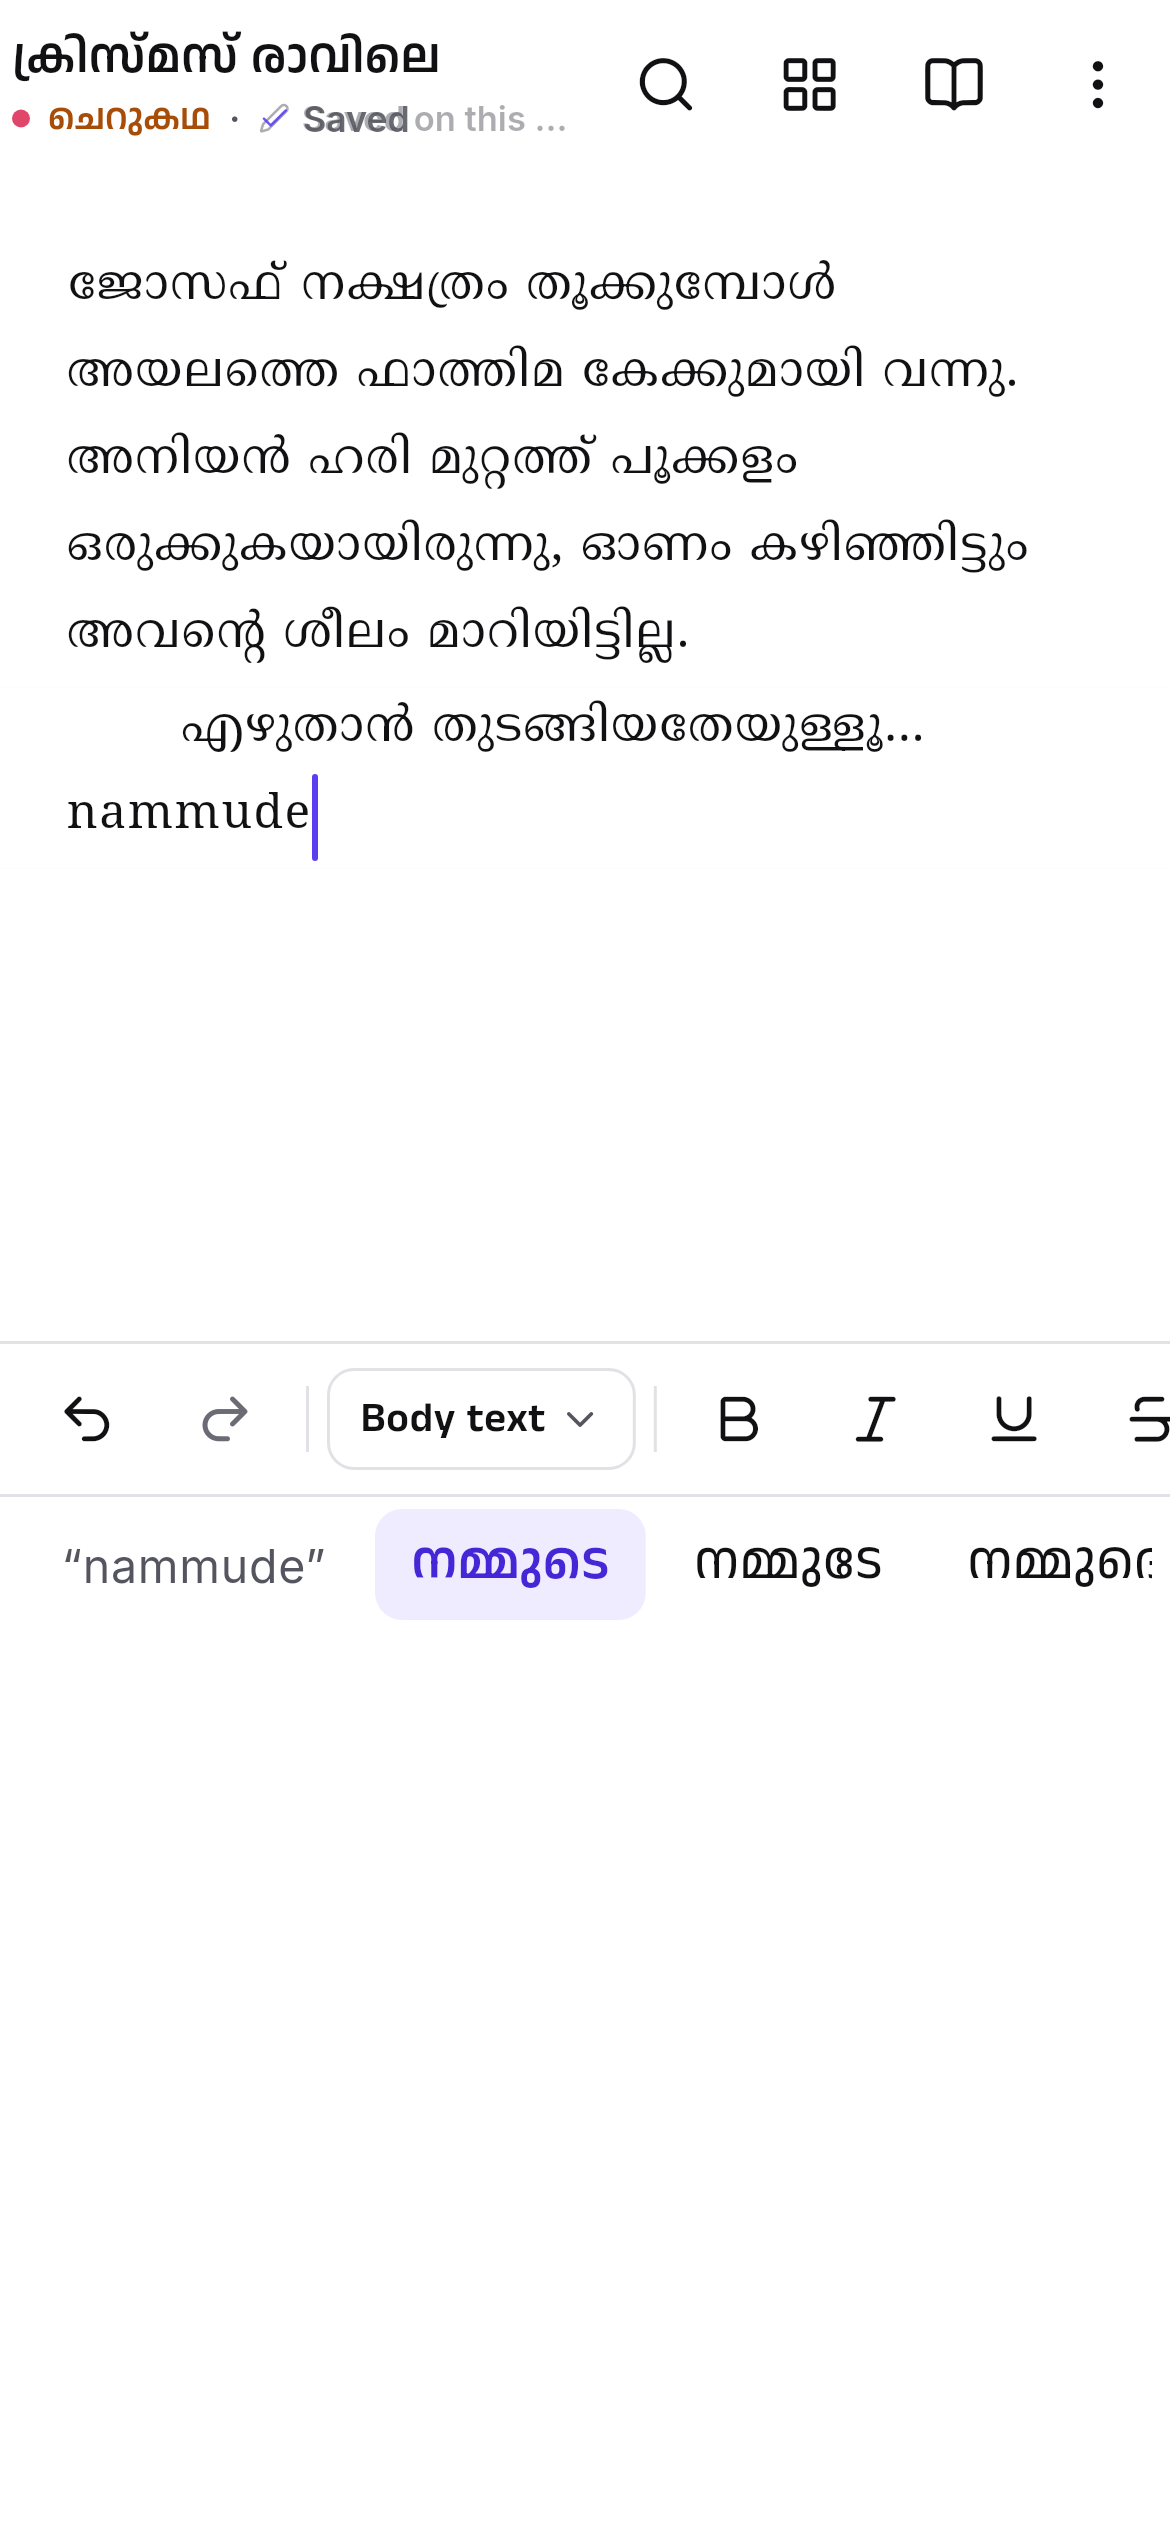 ക്രിസ്മസ് രാവിലെ
ചെറുകഥ · Saved on this ...
ജോസഫ് നക്ഷത്രം തൂക്കുമ്പോൾ
അയലത്തെ ഫാത്തിമ കേക്കുമായി വന്നു.
അനിയൻ ഹരി മുറ്റത്ത് പൂക്കളം
ഒരുക്കുകയായിരുന്നു, ഓണം കഴിഞ്ഞിട്ടും
അവന്റെ ശീലം മാറിയിട്ടില്ല.
എഴുതാൻ തുടങ്ങിയതേയുള്ളൂ...
nammude
Body text B I U S
“nammude” നമ്മുടെ നമ്മുടേ